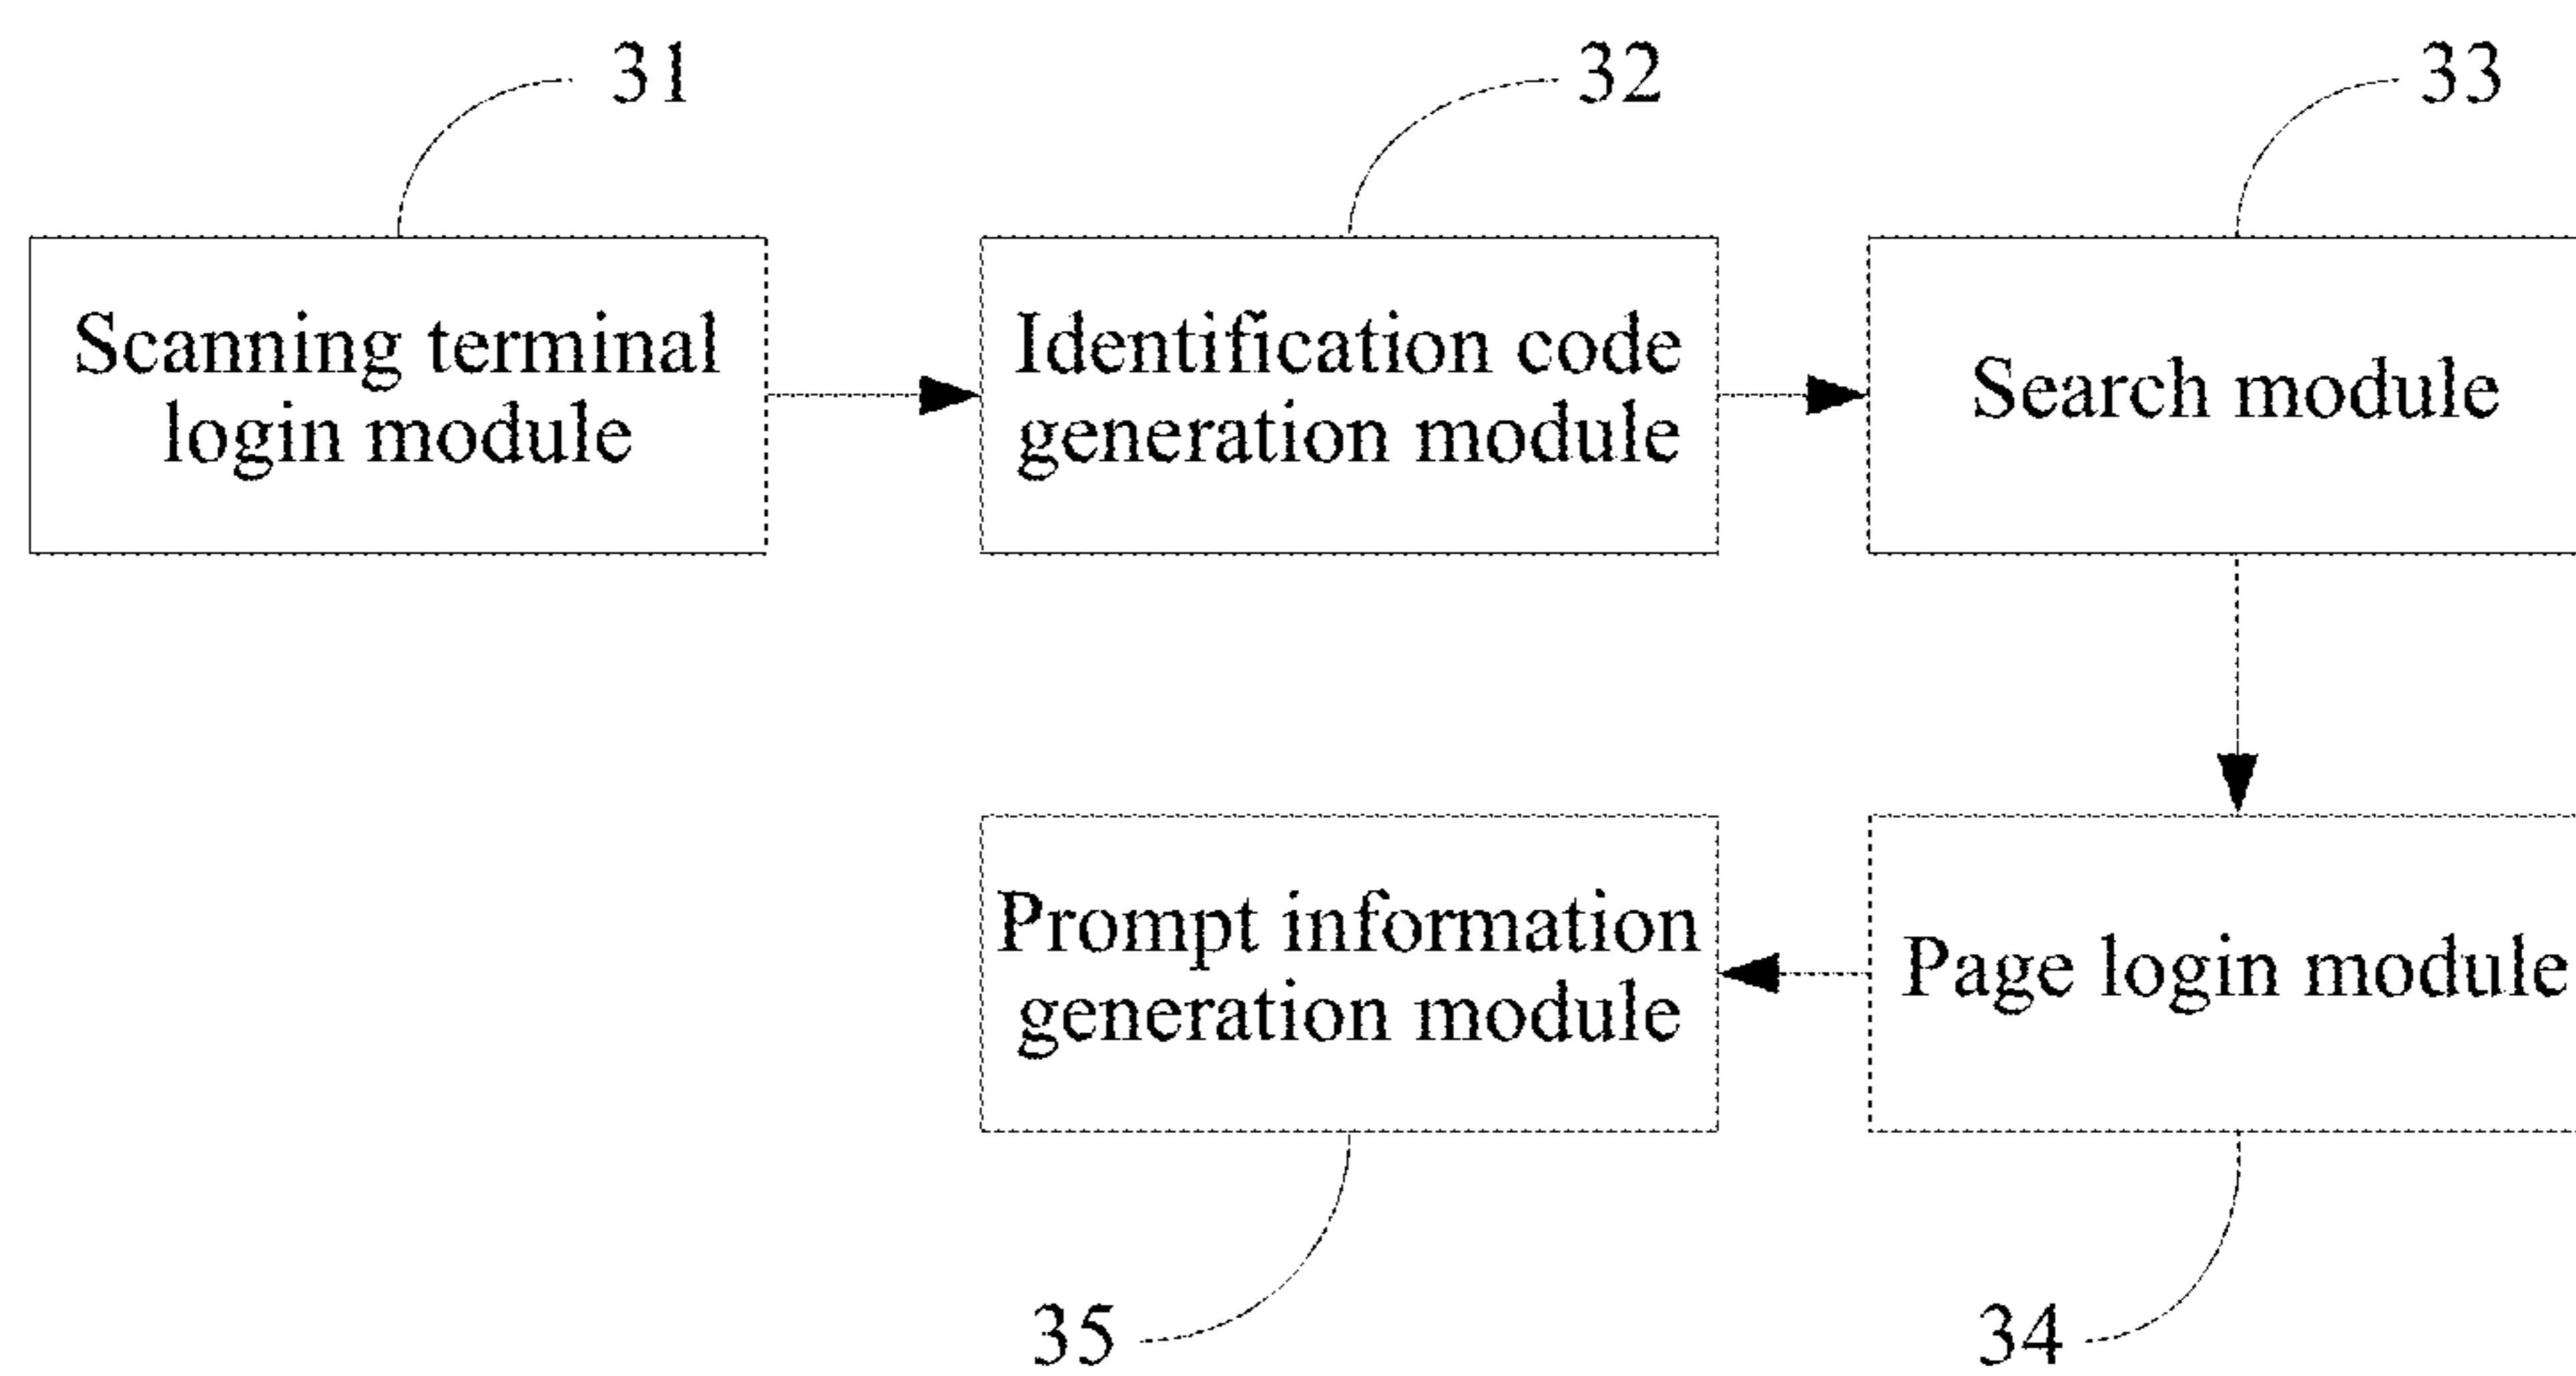 31
32
33
Scanning terminal
login module
Identification code
generation module
Search module
Prompt information
generation module
Page login module
35
34